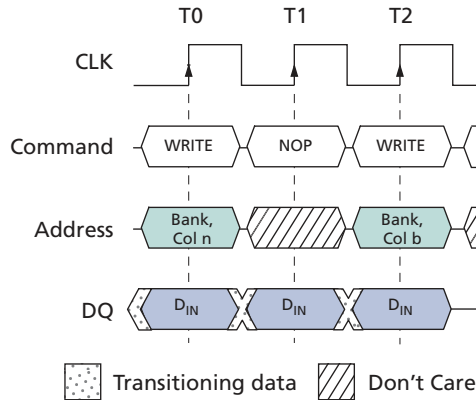 T0 T1 T2
CLK
Command WRITE NOP WRITE
Address Bank, Col n Bank, Col b
DQ DIN DIN DIN
Transitioning data Don't Care